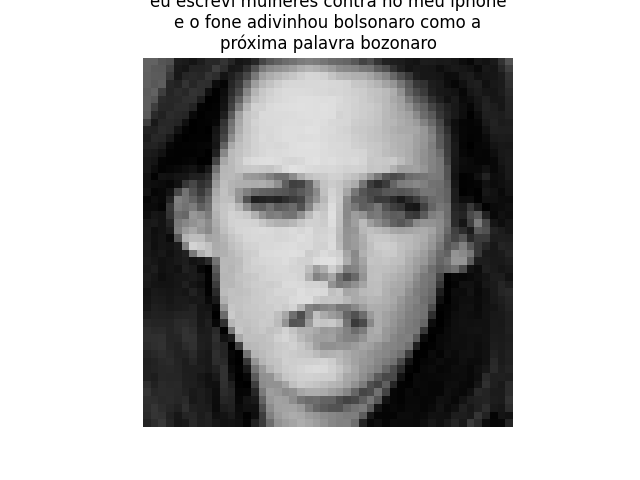 eu escrevi mulheres contra no meu iphone
e o fone adivinhou bolsonaro como a
próxima palavra bozonaro